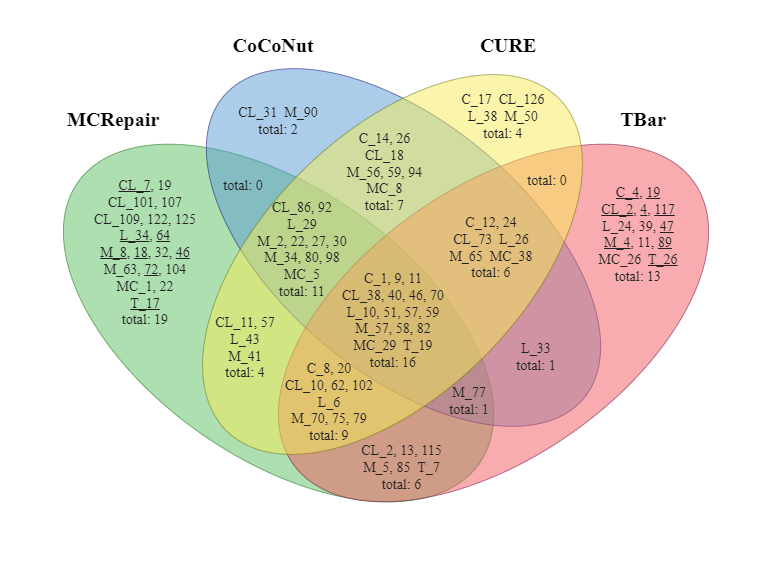 CoCoNut
CURE
MCRepair
TBar
CL_31 M_90
total: 2
C_17 CL_126
L_38 M_50
total: 4
C_14, 26
CL_18
M_56, 59, 94
MC_8
total: 7
CL_7, 19
CL_101, 107
CL_109, 122, 125
L_34, 64
M_8, 18, 32, 46
M_63, 72, 104
MC_1, 22
T_17
total: 19
total: 0
total: 0
C_4, 19
CL_2, 4, 117
L_24, 39, 47
M_4, 11, 89
MC_26 T_26
total: 13
CL_86, 92
L_29
M_2, 22, 27, 30
M_34, 80, 98
MC_5
total: 11
C_12, 24
CL_73 L_26
M_65 MC_38
total: 6
C_1, 9, 11
CL_38, 40, 46, 70
L_10, 51, 57, 59
M_57, 58, 82
MC_29 T_19
total: 16
CL_11, 57
L_43
M_41
total: 4
L_33
total: 1
C_8, 20
CL_10, 62, 102
L_6
M_70, 75, 79
total: 9
M_77
total: 1
CL_2, 13, 115
M_5, 85 T_7
total: 6